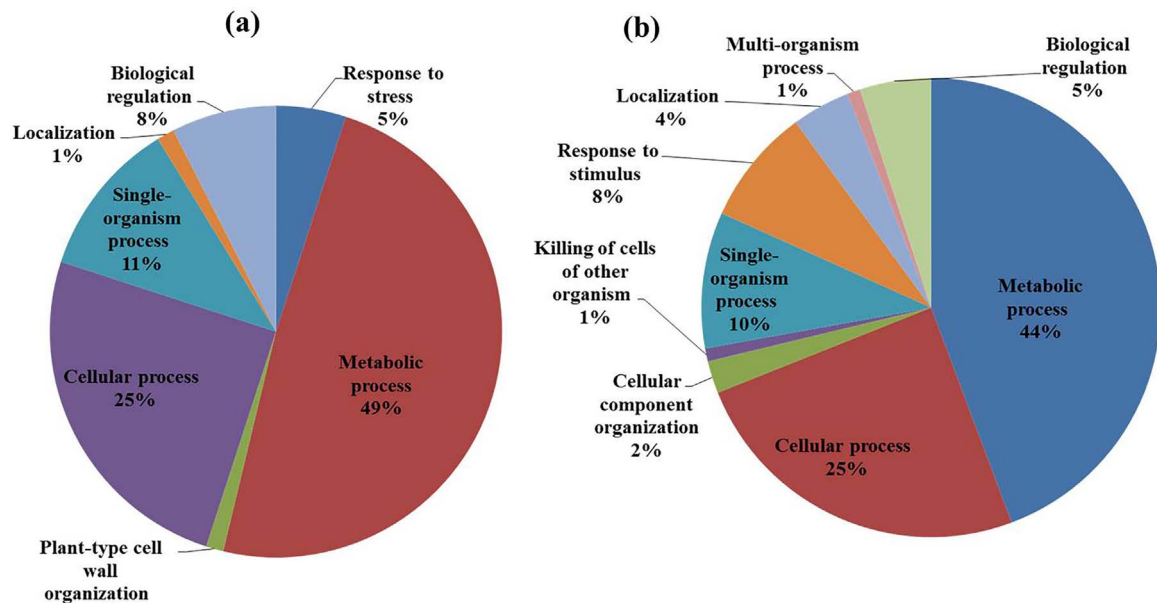 (a)
Biological
regulation
8%
Response to
stress
5%
Localization
1%
Single-
organism
process
11%
Cellular process
25%
Metabolic
process
49%
Plant-type cell
wall
organization
(b)
Multi-organism
process
1%
Biological
regulation
5%
Localization
4%
Response to
stimulus
8%
Killing of cells
of other
organism
1%
Single-
organism
process
10%
Metabolic
process
44%
Cellular
component
organization
2%
Cellular process
25%